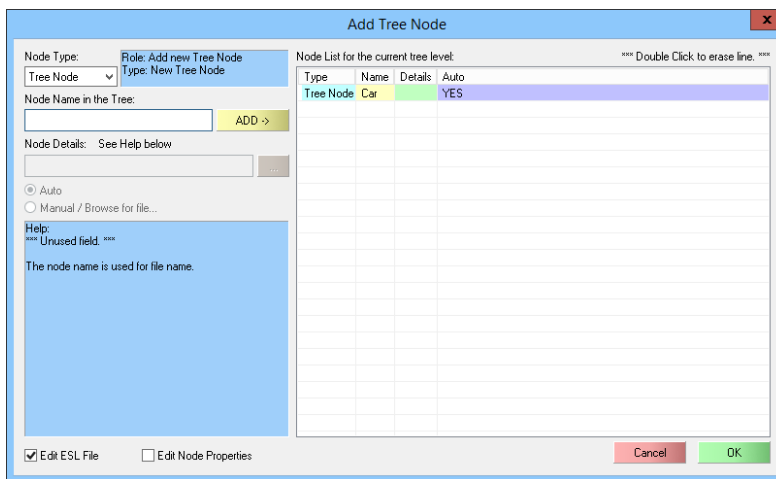 Add Tree Node
x
Node Type:
Role: Add new Tree Node
Type: New Tree Node
Tree Node
Node Name in the Tree:
ADD ->
Node Details: See Help below
...
Auto
Manual / Browse for file...
Help:
*** Unused field. ***
The node name is used for file name.
Edit ESL File
Edit Node Properties
Node List for the current tree level:
*** Double Click to erase line. ***
Type Name Details Auto
Tree Node Car YES
Cancel
OK